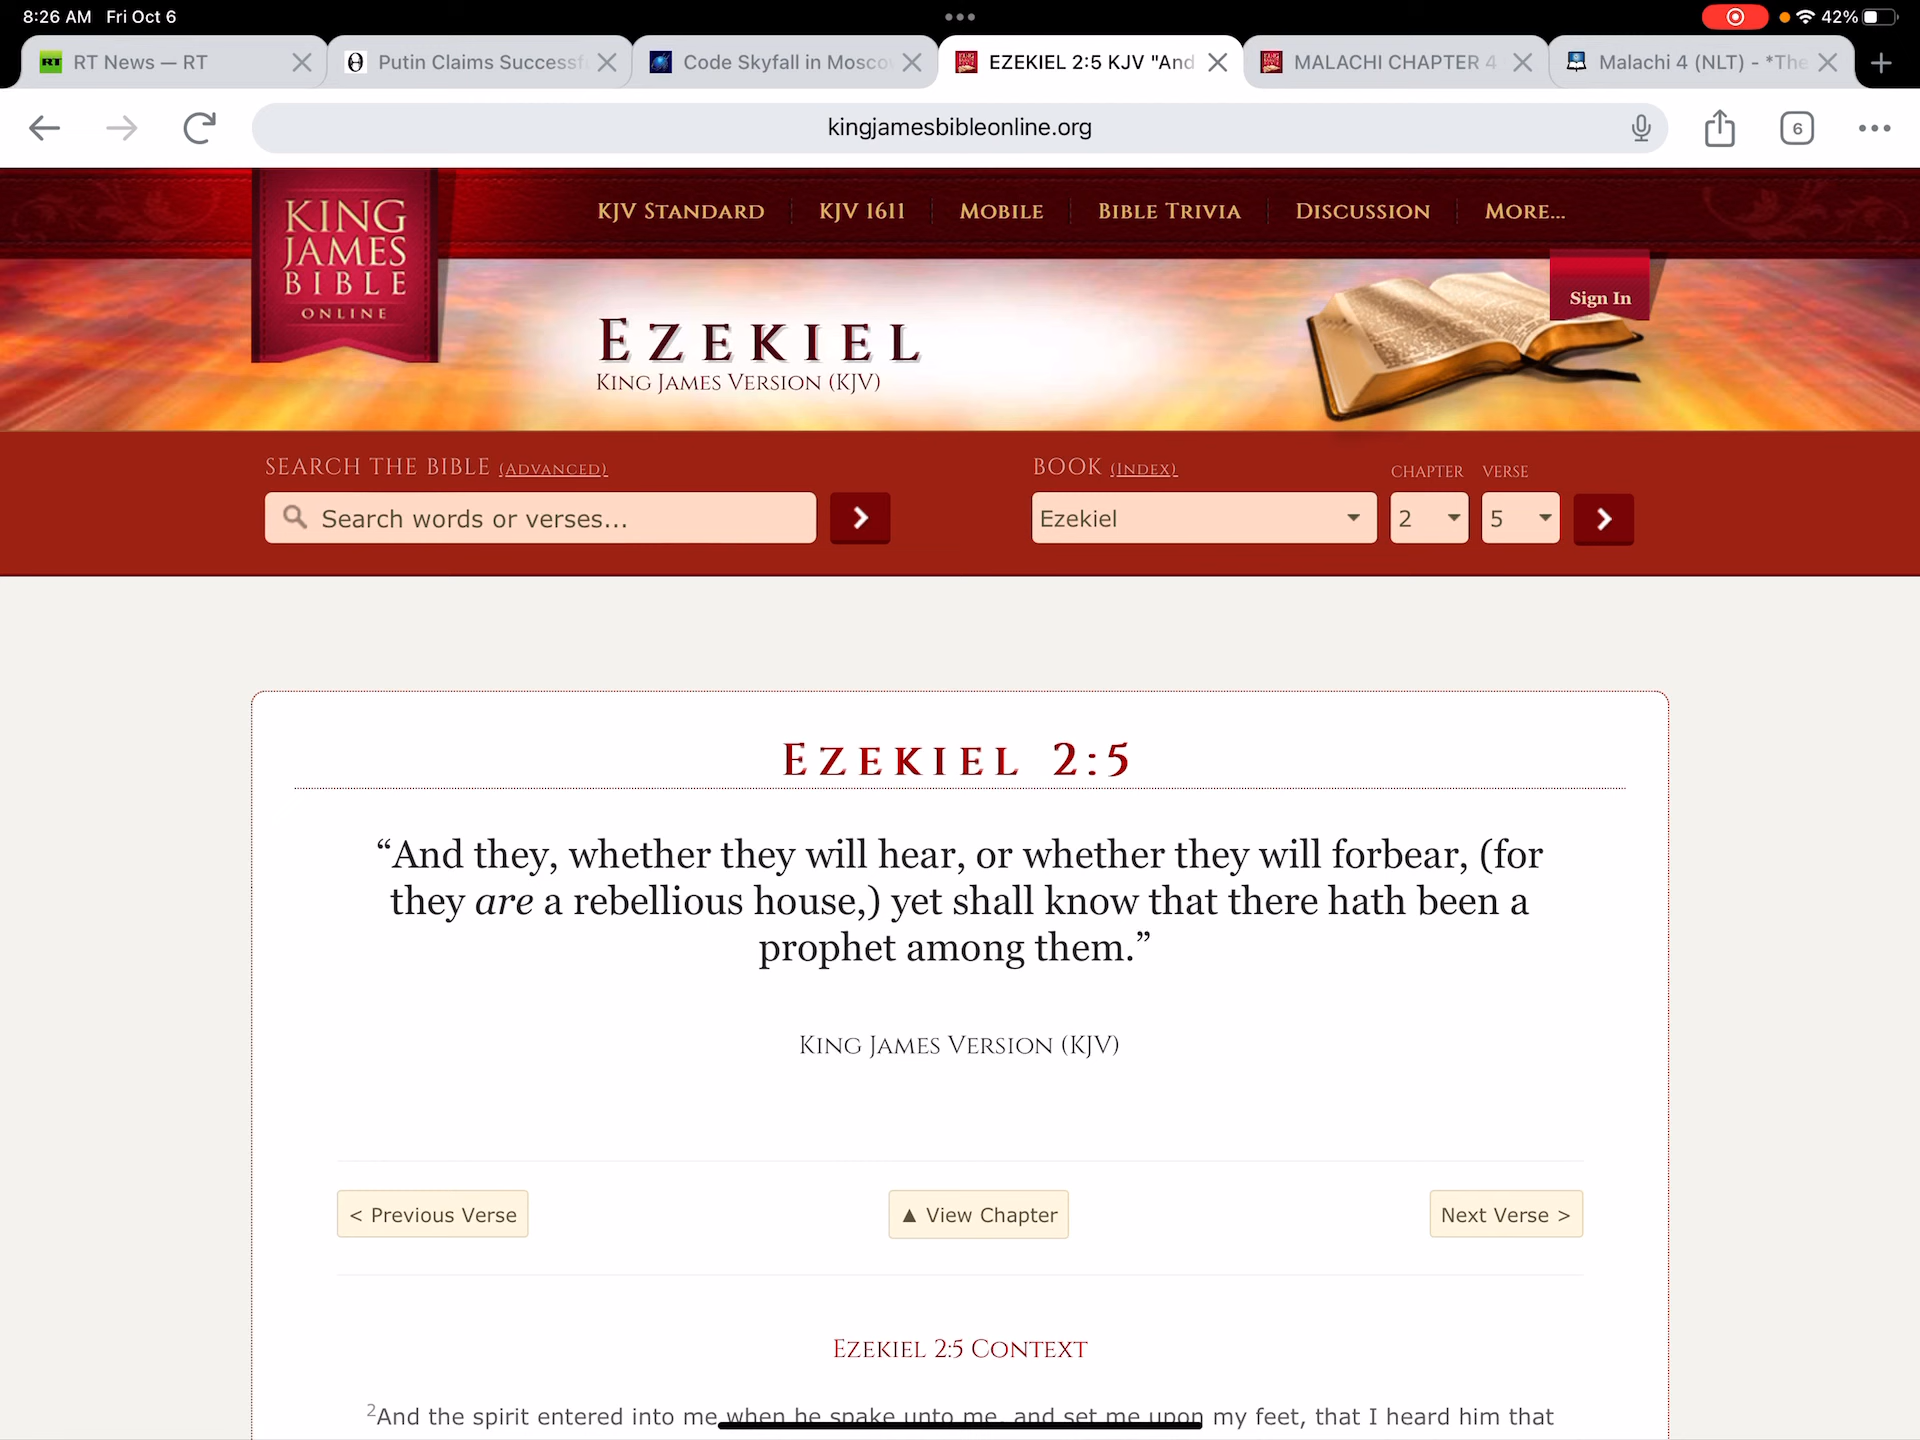 8:26 AM Fri Oct 6
42%
RT RT News — RT
Putin Claims Successf
Code Skyfall in Mosco
EZEKIEL 2:5 KJV "And
MALACHI CHAPTER 4
Malachi 4 (NLT) - *The
kingjamesbibleonline.org
6
KING
JAMES
BIBLE
ONLINE
KJV STANDARD
KJV 1611
MOBILE
BIBLE TRIVIA
DISCUSSION
MORE...
Sign In
EZEKIEL
KING JAMES VERSION (KJV)
SEARCH THE BIBLE (ADVANCED)
BOOK (INDEX)
CHAPTER
VERSE
Search words or verses...
Ezekiel
2
5
EZEKIEL 2:5
“And they, whether they will hear, or whether they will forbear, (for
they are a rebellious house,) yet shall know that there hath been a
prophet among them.”
KING JAMES VERSION (KJV)
< Previous Verse
▲ View Chapter
Next Verse >
EZEKIEL 2:5 CONTEXT
2And the spirit entered into me when he spake unto me, and set me upon my feet, that I heard him that